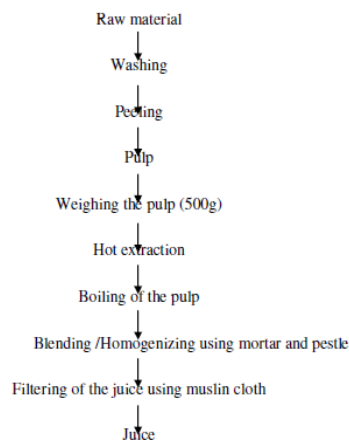 Raw material
Washing
Peeling
Pulp
Weighing the pulp (500g)
Hot extraction
Boiling of the pulp
Blending /Homogenizing using mortar and pestle
Filtering of the juice using muslin cloth
Juice